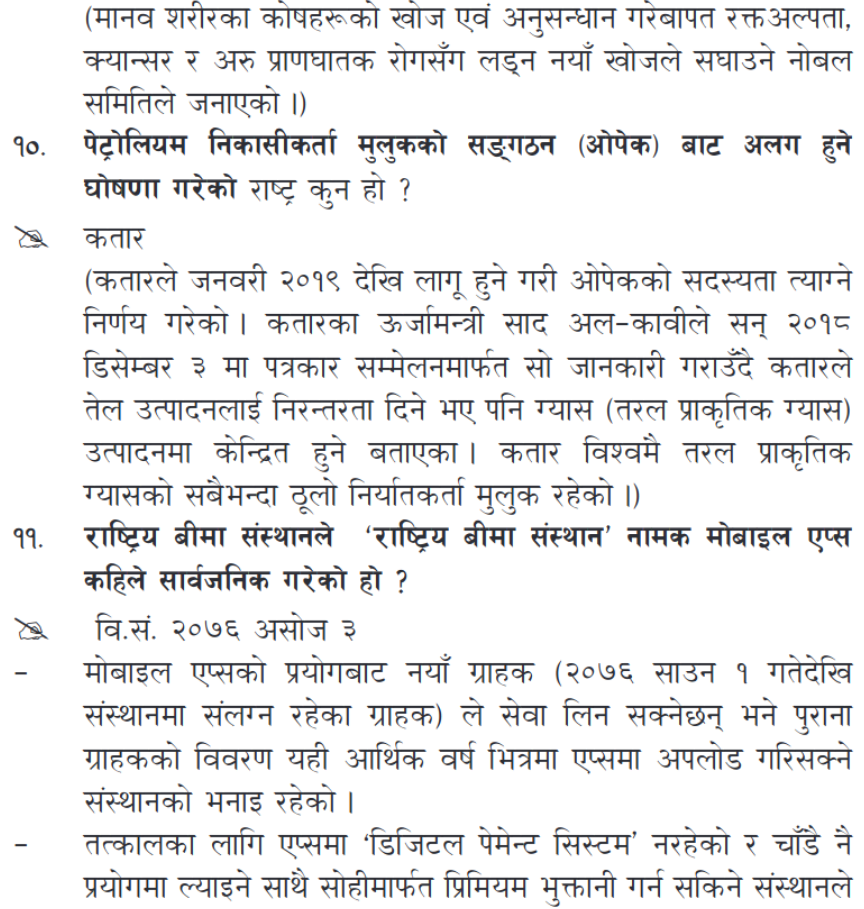 (मानव शरीरका कोषहरूको खोज एवं अनुसन्धान गरेबापत रक्तअल्पता,
क्यान्सर र अरु प्राणघातक रोगसँग लड्न नयाँ खोजले सघाउने नोबल
समितिले जनाएको ।)
१०. पेट्रोलियम निकासीकर्ता मुलुकको सङ्गठन (ओपेक) बाट अलग हुने
घोषणा गरेको राष्ट्र कुन हो ?
कतार
(कतारले जनवरी २०१९ देखि लागू हुने गरी ओपेकको सदस्यता त्याग्ने
निर्णय गरेको । कतारका ऊर्जामन्त्री साद अल-कावीले सन् २०१८
डिसेम्बर ३ मा पत्रकार सम्मेलनमार्फत सो जानकारी गराउँदै कतारले
तेल उत्पादनलाई निरन्तरता दिने भए पनि ग्यास (तरल प्राकृतिक ग्यास)
उत्पादनमा केन्द्रित हुने बताएका । कतार विश्वमै तरल प्राकृतिक
ग्यासको सबैभन्दा ठूलो निर्यातकर्ता मुलुक रहेको ।)
११. राष्ट्रिय बीमा संस्थानले ‘राष्ट्रिय बीमा संस्थान’ नामक मोबाइल एप्स
कहिले सार्वजनिक गरेको हो ?
वि.सं. २०७६ असोज ३
– मोबाइल एप्सको प्रयोगबाट नयाँ ग्राहक (२०७६ साउन १ गतेदेखि
संस्थानमा संलग्न रहेका ग्राहक) ले सेवा लिन सक्नेछन् भने पुराना
ग्राहकको विवरण यही आर्थिक वर्ष भित्रमा एप्समा अपलोड गरिसक्ने
संस्थानको भनाइ रहेको ।
– तत्कालका लागि एप्समा ‘डिजिटल पेमेन्ट सिस्टम’ नरहेको र चाँडै नै
प्रयोगमा ल्याइने साथै सोहीमार्फत प्रिमियम भुक्तानी गर्न सकिने संस्थानले